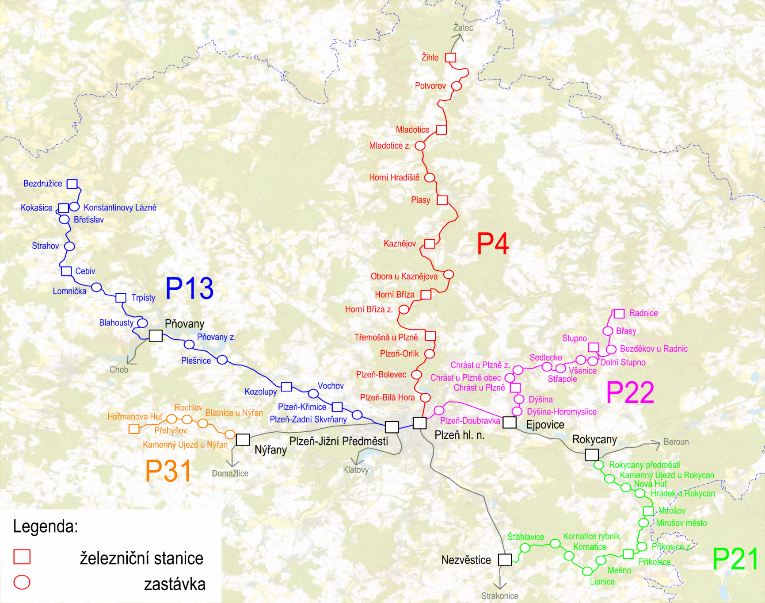 Žatec
Žihle
Potvorov
Mladotice
Mladotice z.
Horní Hradiště
Plasy
Kaznějov
P4
Obora u Kaznějova
Horní Bříza
Horní Bříza z.
Třemošná u Plzně
Plzeň-Orlík
Plzeň-Bolevec
Plzeň-Bílá Hora
Bezdružice
Kokašice
Konstantinovy Lázně
Břetislav
Strahov
Cebiv
Lomnička
Trpísty
P13
Blahousty
Pňovany
Cheb
Pňovany z.
Plešnice
Kozolupy
Vochov
Plzeň-Křimice
Plzeň-Zadní Skvrňany
Plzeň-Jižní Předměstí
Plzeň hl. n.
Radnice
Břasy
Stupno
Bezděkov u Radnic
Sedlecko
Dolní Stupno
Všenice
Střapole
Chrást u Plzně z.
Chrást u Plzně obec
Chrást u Plzně
P22
Dýšina
Dýšina-Horomyslice
Plzeň-Doubravka
Ejpovice
Heřmanova Huť
Rochlov
Blatnice u Nýřan
Přehýšov
Kamenný Újezd u Nýřan
P31
Nýřany
Domažlice
Klatovy
Rokycany
Beroun
Rokycany předměstí
Kamenný Újezd u Rokycan
Nová Huť
Hrádek u Rokycan
Mirošov
Mirošov město
Příkosice z.
Příkosice
P21
Mešno
Lipnice
Kornatice
Kornatice rybník
Šťáhlavice
Nezvěstice
Strakonice
Legenda:
železniční stanice
zastávka